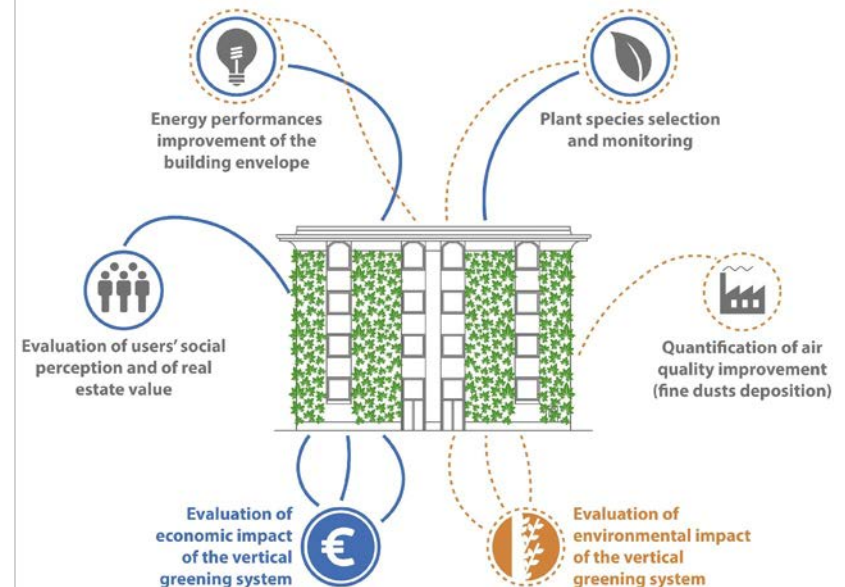 Energy performances
improvement of the
building envelope
Plant species selection
and monitoring
Evaluation of users' social
perception and of real
estate value
Quantification of air
quality improvement
(fine dusts deposition)
Evaluation of
economic impact
of the vertical
greening system
€
Evaluation of
environmental impact
of the vertical
greening system